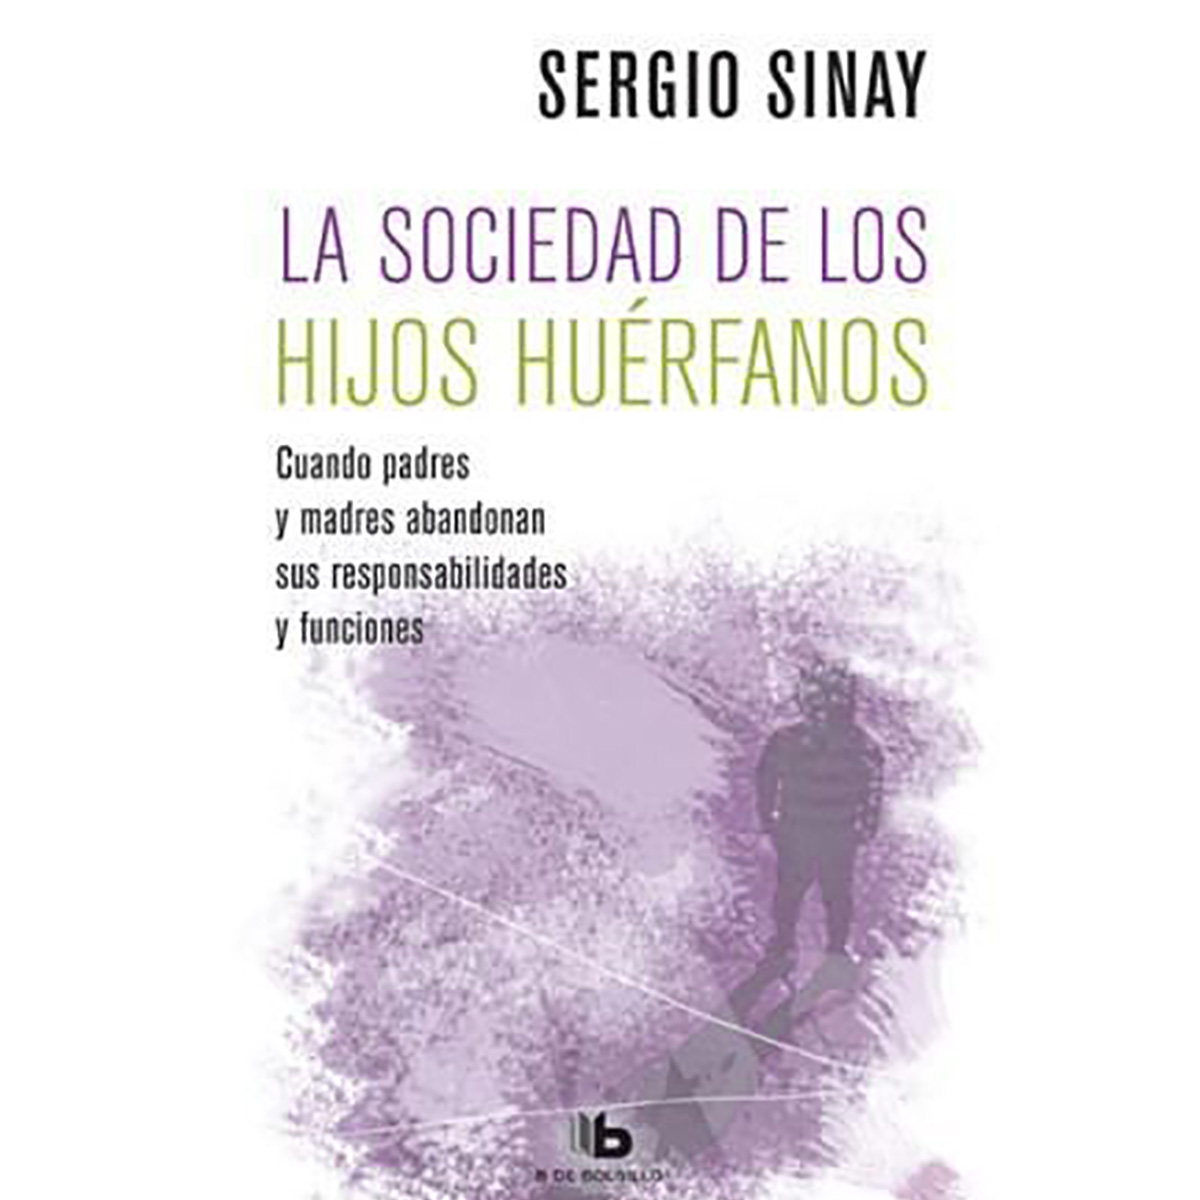 SERGIO SINAY
LA SOCIEDAD DE LOS
HIJOS HUÉRFANOS
Cuando padres
y madres abandonan
sus responsabilidades
y funciones
b
B DE BOLSILLO